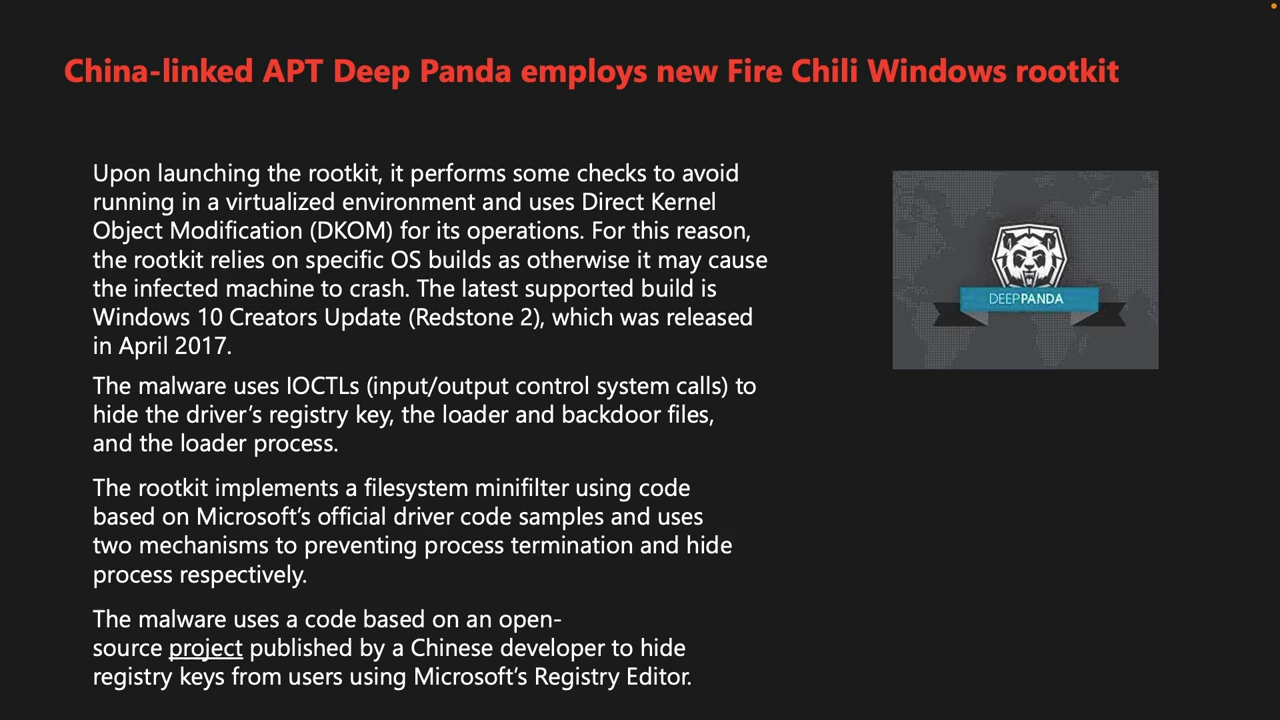 China-linked APT Deep Panda employs new Fire Chili Windows rootkit
Upon launching the rootkit, it performs some checks to avoid
running in a virtualized environment and uses Direct Kernel
Object Modification (DKOM) for its operations. For this reason,
the rootkit relies on specific OS builds as otherwise it may cause
the infected machine to crash. The latest supported build is
Windows 10 Creators Update (Redstone 2), which was released
in April 2017.
The malware uses IOCTLs (input/output control system calls) to
hide the driver’s registry key, the loader and backdoor files,
and the loader process.
The rootkit implements a filesystem minifilter using code
based on Microsoft’s official driver code samples and uses
two mechanisms to preventing process termination and hide
process respectively.
The malware uses a code based on an open-
source project published by a Chinese developer to hide
registry keys from users using Microsoft’s Registry Editor.
DEEPPANDA